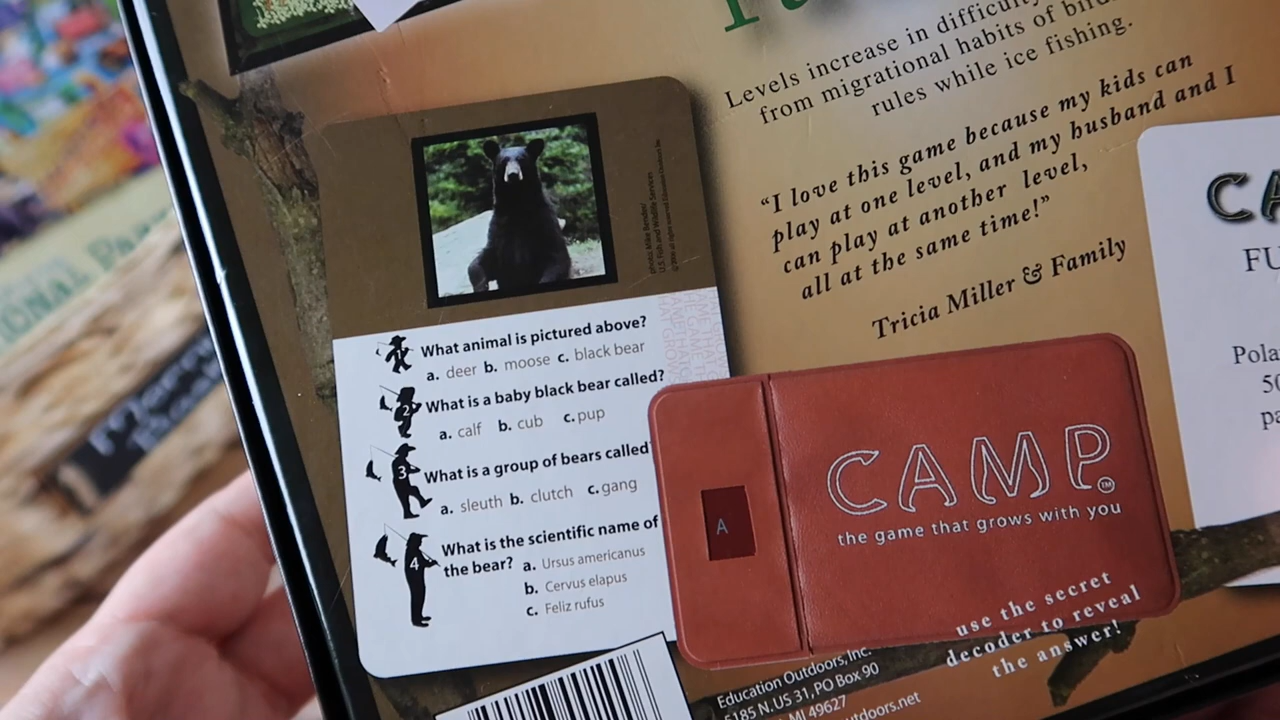 Levels increase in difficulty
from migrational habits of
rules while ice fishing.
“I love this game because my kids can
play at one level, and my husband and I
can play at another level,
all at the same time!”
Tricia Miller & Family
What animal is pictured above?
a. deer b. moose c. black bear
2
What is a baby black bear called?
a. calf b. cub c. pup
3
What is a group of bears called
a. sleuth b. clutch c. gang
4
What is the scientific name of
the bear? a. Ursus americanus
b. Cervus elapus
c. Feliz rufus
A
CAMP TM
the game that grows with you
use the secret
decoder to reveal
the answer!
Education Outdoors, Inc.
5185 N. US 31, PO Box 90
MI 49627
CA
FU
Pola
50
pa